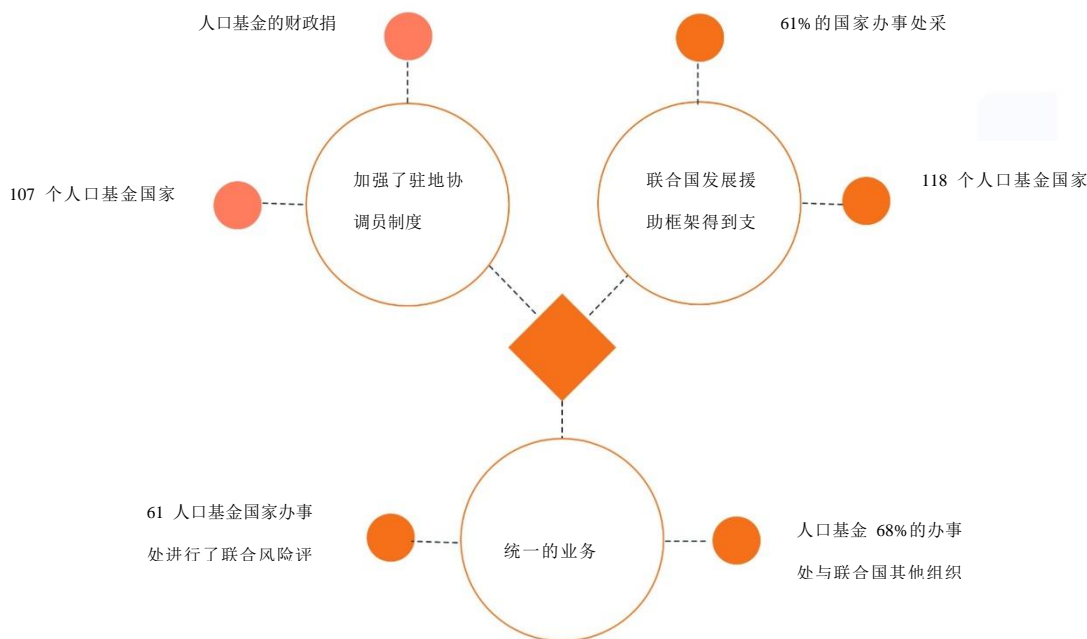 人口基金的财政捐
61%的国家办事处采
107 个人口基金国家
加强了驻地协
调员制度
联合国发展援
助框架得到支
118 个人口基金国家
61 人口基金国家办事
处进行了联合风险评
统一的业务
人口基金 68%的办事
处与联合国其他组织